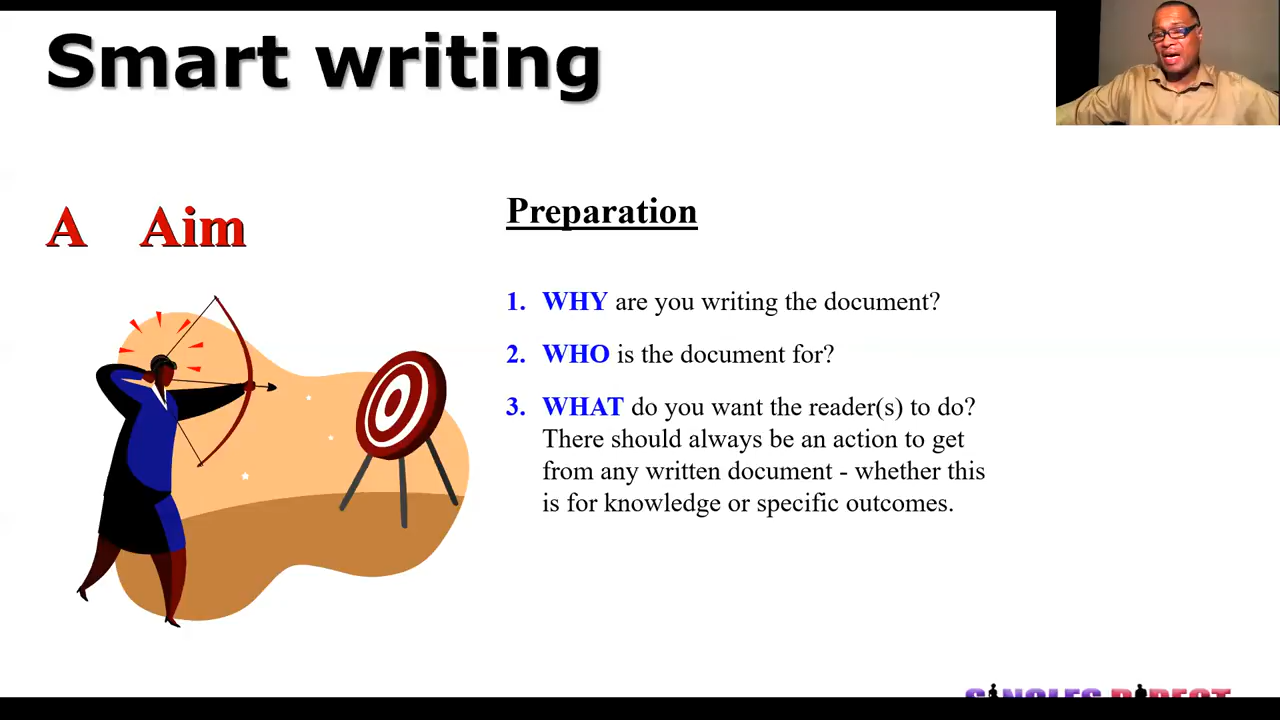 Smart writing
A Aim
Preparation
1. WHY are you writing the document?
2. WHO is the document for?
3. WHAT do you want the reader(s) to do?
There should always be an action to get
from any written document - whether this
is for knowledge or specific outcomes.
SINGLES DIRECT